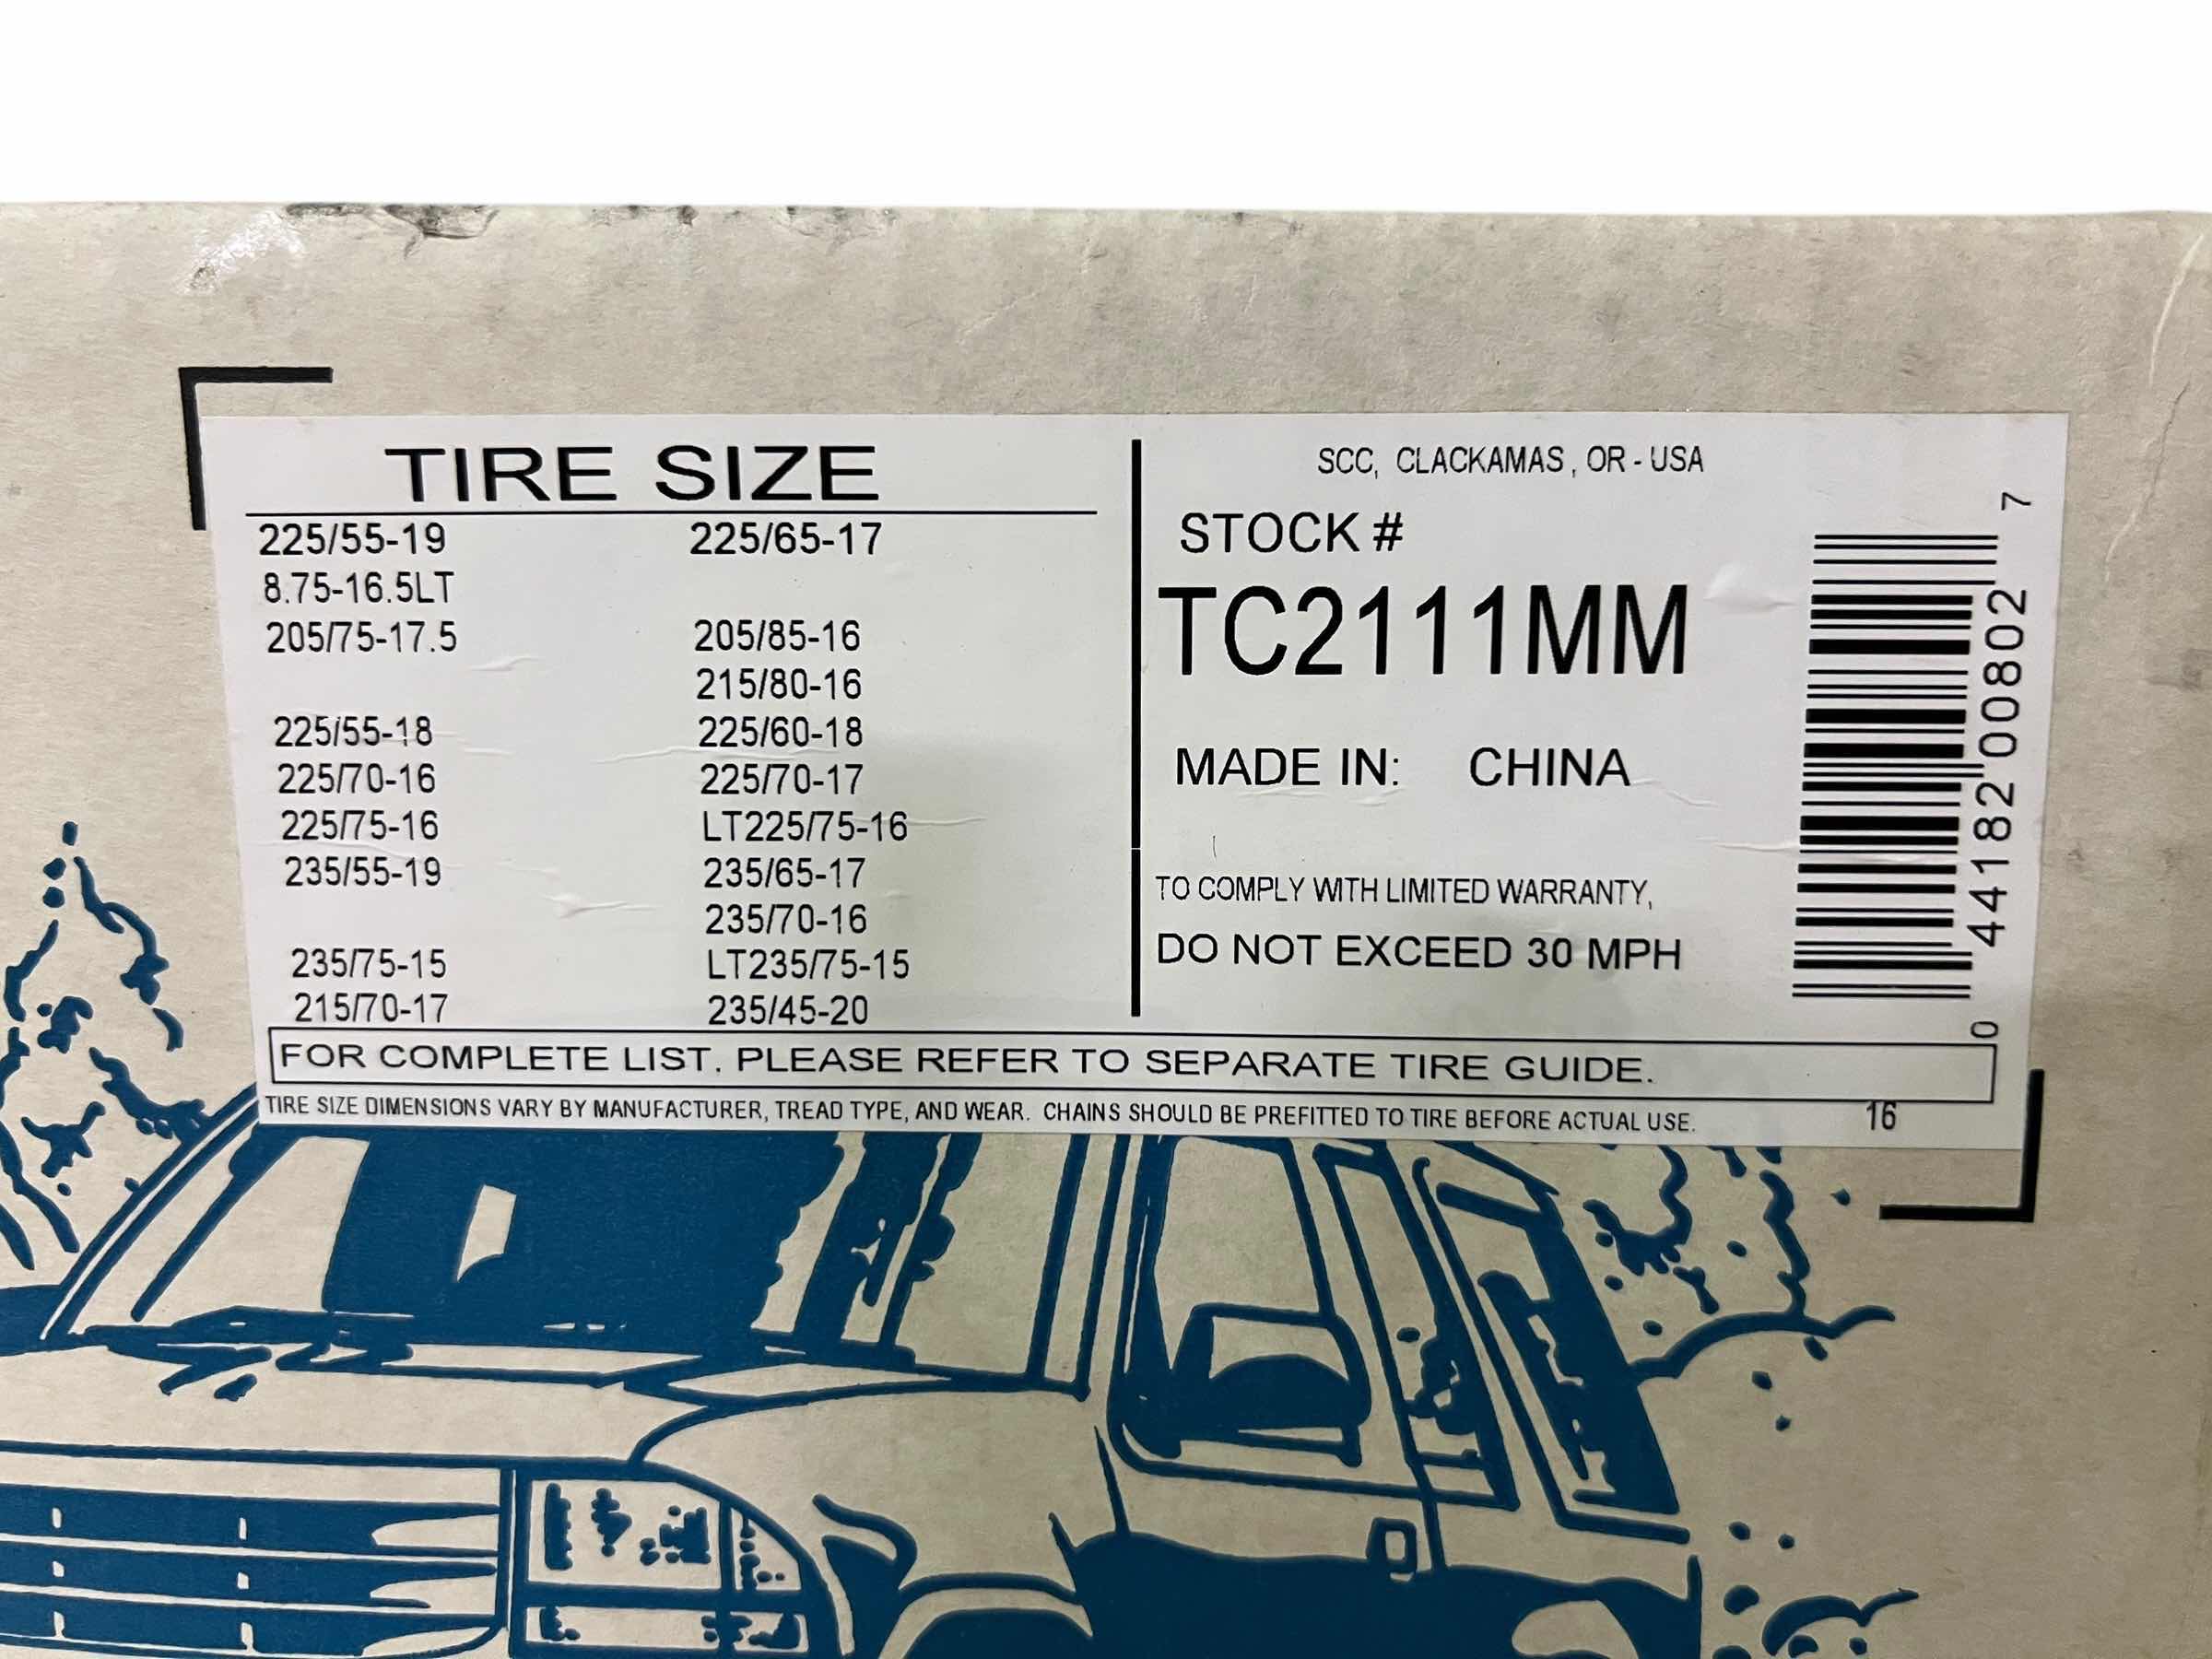 TIRE SIZE
225/55-19 225/65-17
8.75-16.5LT
205/75-17.5 205/85-16
215/80-16
225/55-18 225/60-18
225/70-16 225/70-17
225/75-16 LT225/75-16
235/55-19 235/65-17
235/70-16
235/75-15 LT235/75-15
215/70-17 235/45-20
SCC, CLACKAMAS, OR - USA
STOCK #
TC2111MM
MADE IN: CHINA
TO COMPLY WITH LIMITED WARRANTY,
DO NOT EXCEED 30 MPH
0 44182 00802 7
FOR COMPLETE LIST. PLEASE REFER TO SEPARATE TIRE GUIDE.
TIRE SIZE DIMENSIONS VARY BY MANUFACTURER, TREAD TYPE, AND WEAR. CHAINS SHOULD BE PREFITTED TO TIRE BEFORE ACTUAL USE. 16